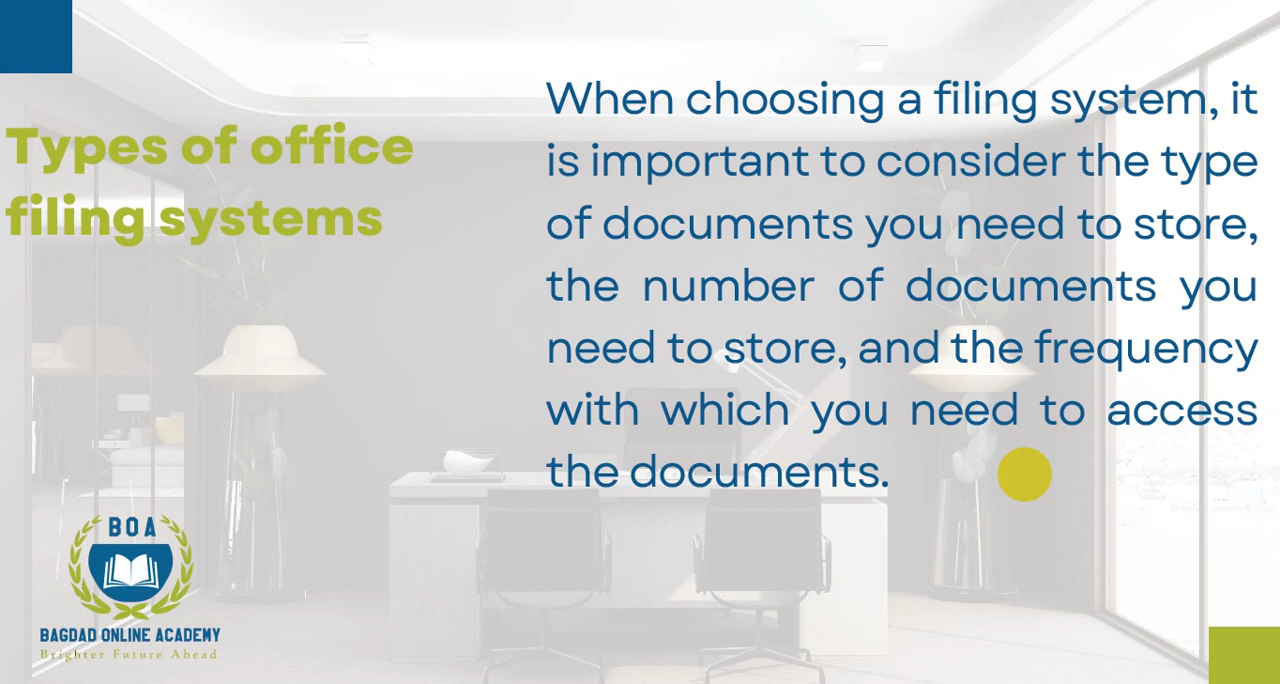 Types of office
filing systems
When choosing a filing system, it
is important to consider the type
of documents you need to store,
the number of documents you
need to store, and the frequency
with which you need to access
the documents.
BOA
BAGDAD ONLINE ACADEMY
Brighter Future Ahead